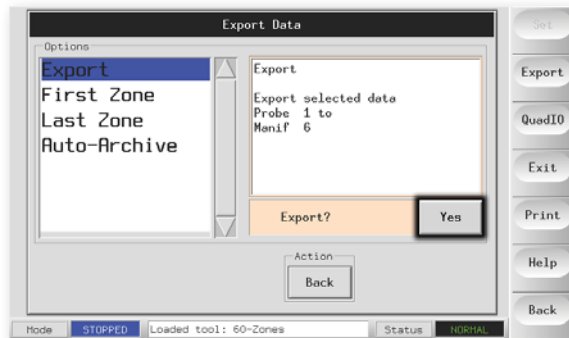 Export Data
Set
Options
Export
First Zone
Last Zone
Auto-Archive
Export
Export selected data
Probe 1 to
Manif 6
Export?
Yes
Action
Back
Export
QuadIO
Exit
Print
Help
Back
Mode
STOPPED
Loaded tool: 60-Zones
Status
NORMAL